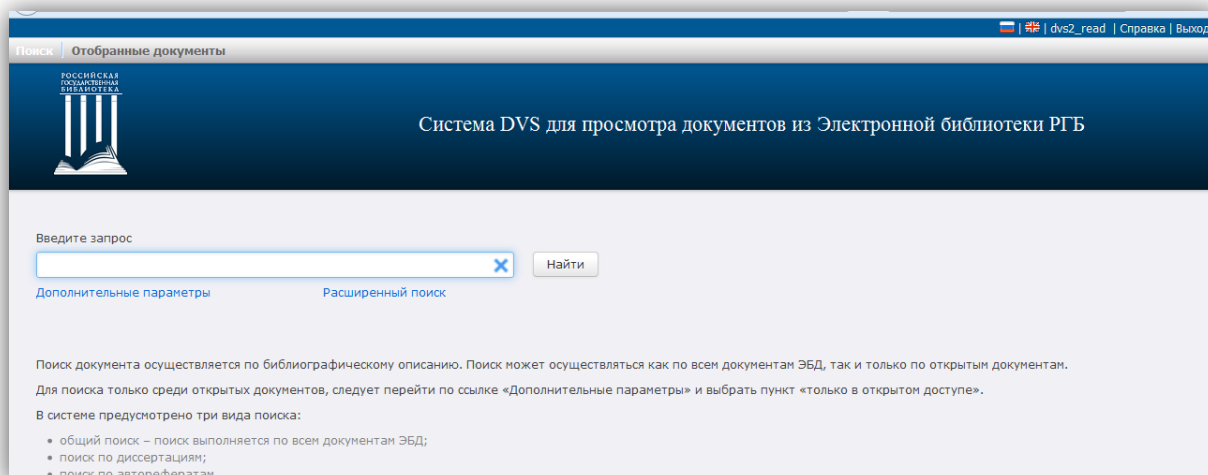 | | dvs2_read | Справка | Выход
Поиск | Отобранные документы
РОССИЙСКАЯ
ГОСУДАРСТВЕННАЯ
БИБЛИОТЕКА
Система DVS для просмотра документов из Электронной библиотеки РГБ
Введите запрос
Найти
Дополнительные параметры Расширенный поиск
Поиск документа осуществляется по библиографическому описанию. Поиск может осуществляться как по всем документам ЭБД, так и только по открытым документам.
Для поиска только среди открытых документов, следует перейти по ссылке «Дополнительные параметры» и выбрать пункт «только в открытом доступе».
В системе предусмотрено три вида поиска:
• общий поиск – поиск выполняется по всем документам ЭБД;
• поиск по диссертациям;
• поиск по авторефератам